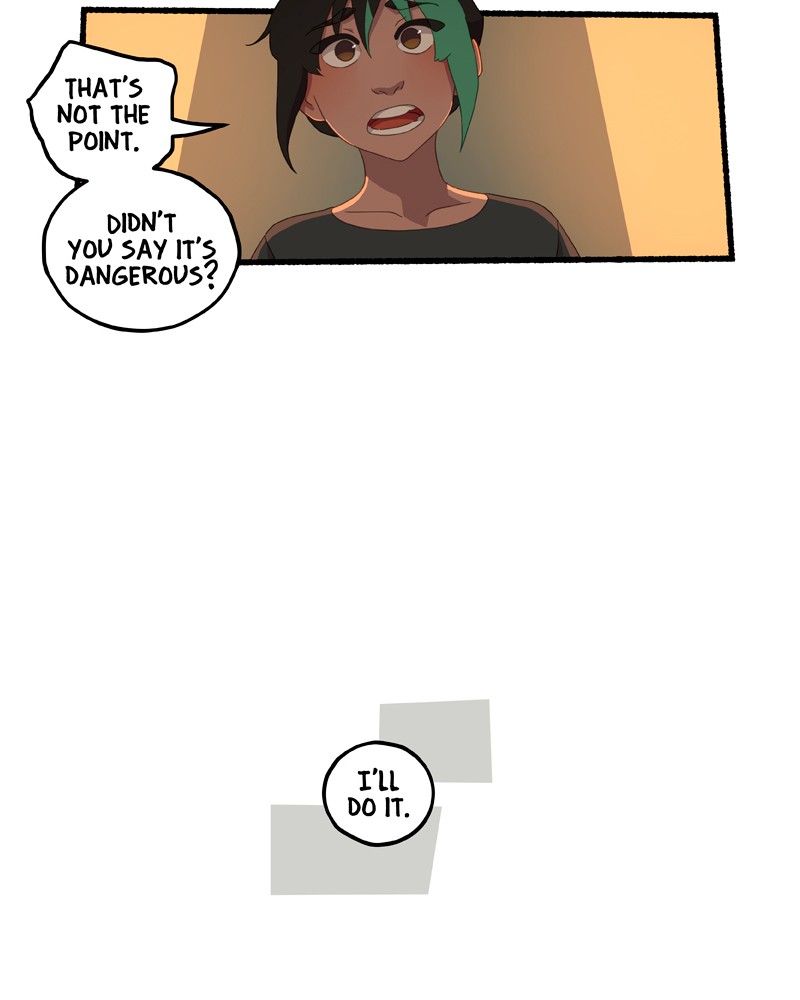 THAT'S
NOT THE
POINT.
DIDN'T
YOU SAY IT'S
DANGEROUS?
I'LL
DO IT.